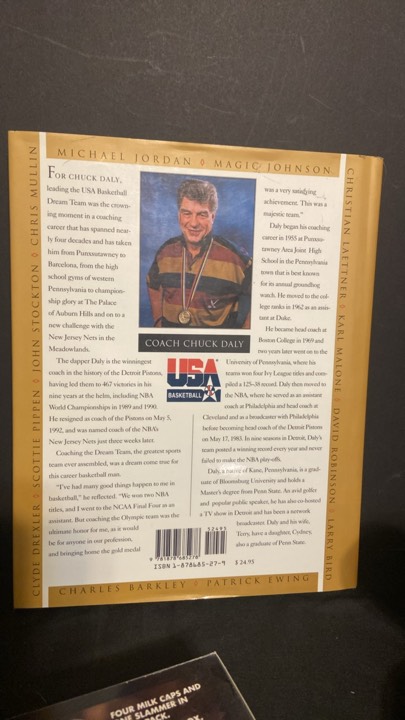 MICHAEL JORDAN ◊ MAGIC JOHNSON
CHRISTIAN LAETTNER ◊ KARL MALONE ◊ DAVID ROBINSON ◊ LARRY BIRD
CLYDE DREXLER ◊ SCOTTIE PIPPEN ◊ JOHN STOCKTON ◊ CHRIS MULLIN
FOR CHUCK DALY,
leading the USA Basketball
Dream Team was the crown-
ing moment in a coaching
career that has spanned near-
ly four decades and has taken
him from Punxsutawney to
Barcelona, from the high
school gyms of western
Pennsylvania to champion-
ship glory at The Palace
of Auburn Hills and on to a
new challenge with the
New Jersey Nets in the
Meadowlands.
The dapper Daly is the winningest
coach in the history of the Detroit Pistons,
having led them to 467 victories in his
nine years at the helm, including NBA
World Championships in 1989 and 1990.
He resigned as coach of the Pistons on May 5,
1992, and was named coach of the NBA's
New Jersey Nets just three weeks later.
Coaching the Dream Team, the greatest sports
team ever assembled, was a dream come true for
this career basketball man.
"I've had many good things happen to me in
basketball," he reflected. "We won two NBA
titles, and I went to the NCAA Final Four as an
assistant. But coaching the Olympic team was the
ultimate honor for me, as it would
be for anyone in our profession,
and bringing home the gold medal
COACH CHUCK DALY
USA
BASKETBALL
was a very satisfying
achievement. This was a
majestic team."
Daly began his coaching
career in 1955 at Punxsu-
tawney Area Joint High
School in the Pennsylvania
town that is best known
for its annual groundhog
watch. He moved to the col-
lege ranks in 1962 as an assis-
tant at Duke.
He became head coach at
Boston College in 1969 and
two years later went on to the
University of Pennsylvania, where his
teams won four Ivy League titles and com-
piled a 125–38 record. Daly then moved to
the NBA, where he served as an assistant
coach at Philadelphia and head coach at
Cleveland and as a broadcaster with Philadelphia
before becoming head coach of the Detroit Pistons
on May 17, 1983. In nine seasons in Detroit, Daly's
team posted a winning record every year and never
failed to make the NBA play-offs.
Daly, a native of Kane, Pennsylvania, is a grad-
uate of Bloomsburg University and holds a
Master's degree from Penn State. An avid golfer
and popular public speaker, he has also co-hosted
a TV show in Detroit and has been a network
broadcaster. Daly and his wife,
Terry, have a daughter, Cydney,
also a graduate of Penn State.
52495
9 781878 685278
ISBN 1-878685-27-9
$24.95
CHARLES BARKLEY ◊ PATRICK EWING
FOUR MILK CAPS AND
SLAMMER IN
PACK.